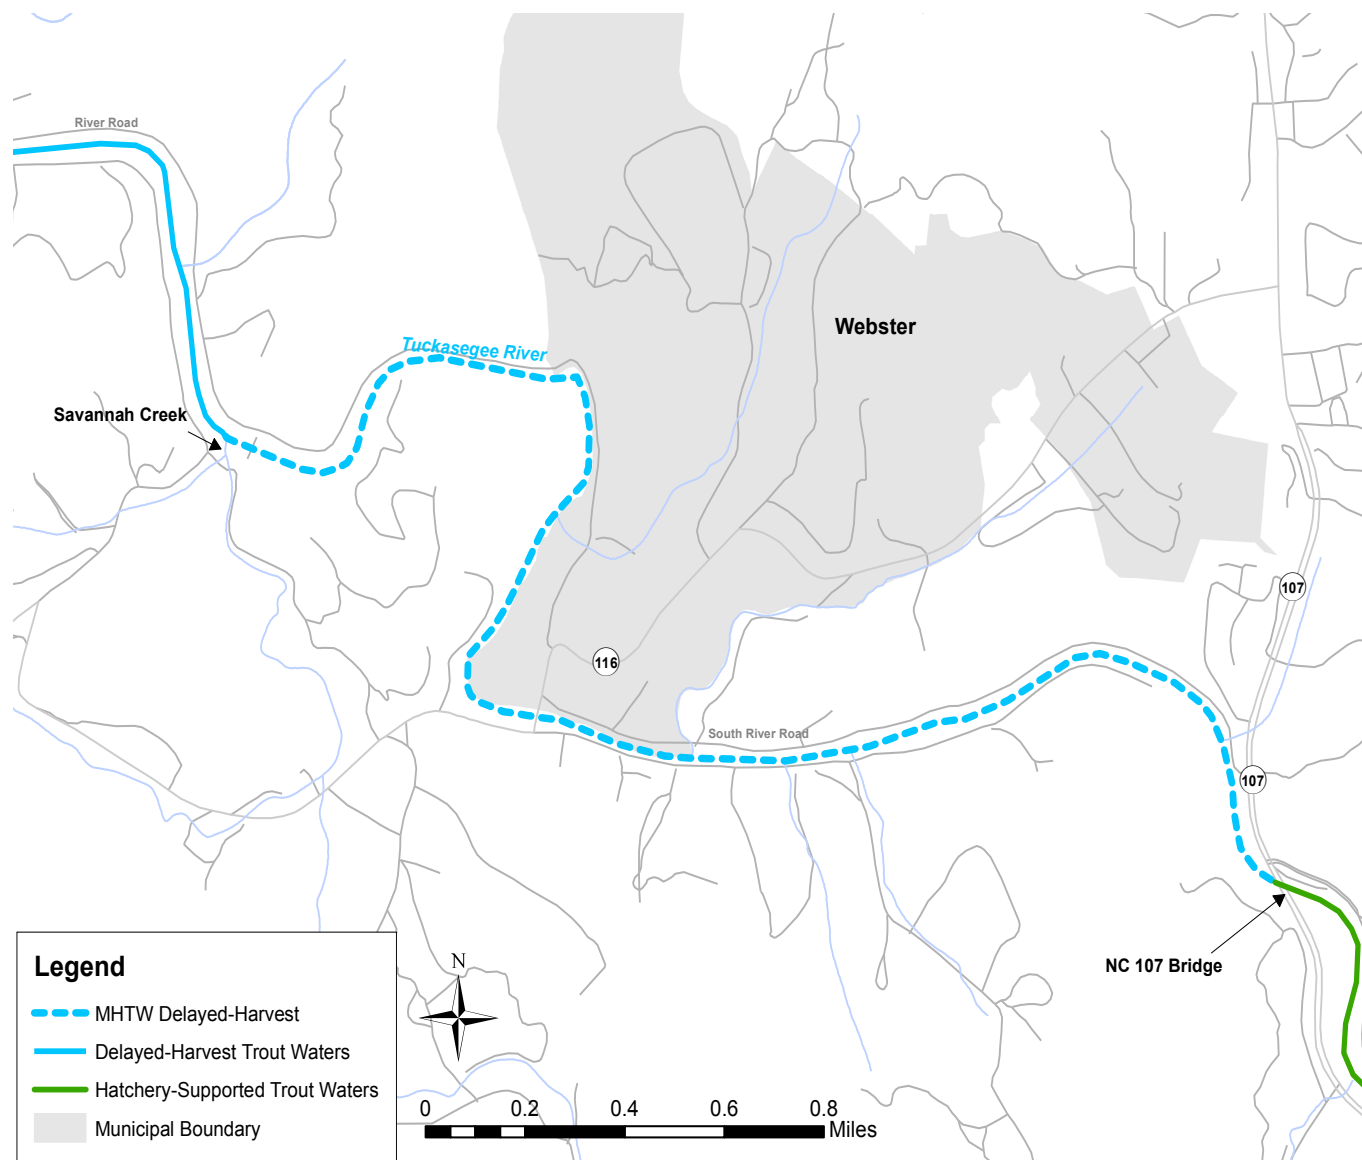 River Road
Tuckasegee River
Webster
Savannah Creek
107
116
South River Road
107
NC 107 Bridge
Legend
MHTW Delayed-Harvest
Delayed-Harvest Trout Waters
Hatchery-Supported Trout Waters
Municipal Boundary
N
0 0.2 0.4 0.6 0.8
Miles